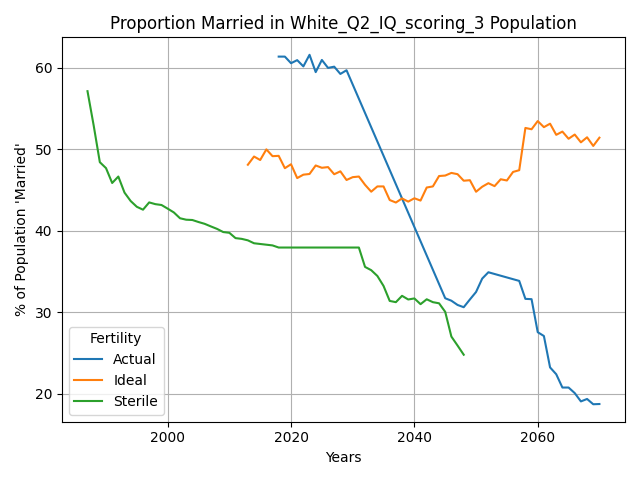 Proportion Married in White_Q2_IQ_scoring_3 Population
% of Population 'Married'
60
50
40
30
20
Fertility
Actual
Ideal
Sterile
2000
2020
2040
2060
Years